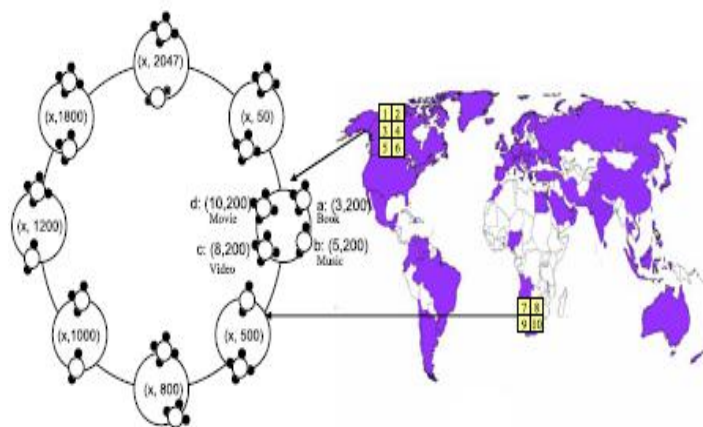 (x, 2047)
(x, 50)
(x,1800)
d: (10,200)
Movie
a: (3,200)
Book
(x, 1200)
c: (8,200)
Video
b: (5,200)
Music
(x,1000)
(x, 500)
(x, 800)
1 2
3 4
5 6
7 8
9 10